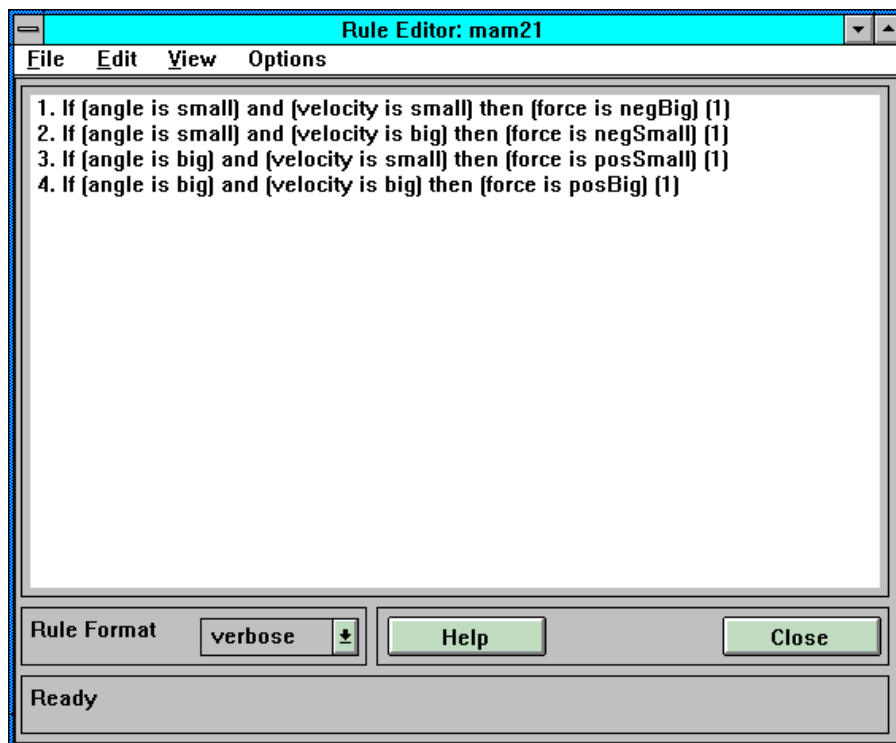 Rule Editor: mam21
File Edit View Options
1. If (angle is small) and (velocity is small) then (force is negBig) (1)
2. If (angle is small) and (velocity is big) then (force is negSmall) (1)
3. If (angle is big) and (velocity is small) then (force is posSmall) (1)
4. If (angle is big) and (velocity is big) then (force is posBig) (1)
Rule Format verbose Help Close
Ready